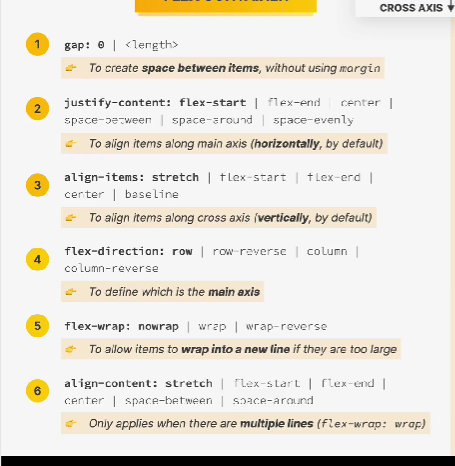 CROSS AXIS
1
gap: 0 | <length>
To create space between items, without using margin
2
justify-content: flex-start | flex-end | center |
space-between | space-around | space-evenly
To align items along main axis (horizontally, by default)
3
align-items: stretch | flex-start | flex-end |
center | baseline
To align items along cross axis (vertically, by default)
4
flex-direction: row | row-reverse | column |
column-reverse
To define which is the main axis
5
flex-wrap: nowrap | wrap | wrap-reverse
To allow items to wrap into a new line if they are too large
6
align-content: stretch | flex-start | flex-end |
center | space-between | space-around
Only applies when there are multiple lines (flex-wrap: wrap)